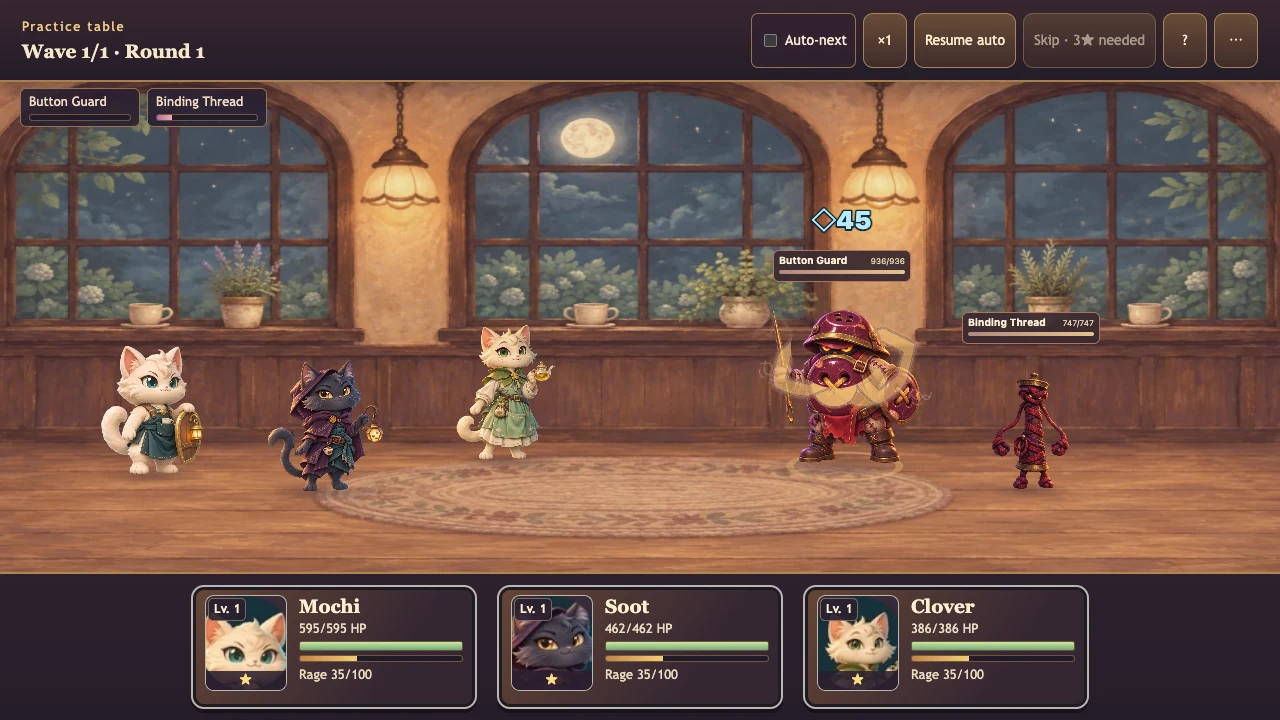 Practice table
Wave 1/1 · Round 1
Auto-next
×1
Resume auto
Skip · 3★ needed
?
···
Button Guard
Binding Thread
45
Button Guard 936/936
Binding Thread 747/747
Lv. 1
Mochi
595/595 HP
Rage 35/100
Lv. 1
Soot
462/462 HP
Rage 35/100
Lv. 1
Clover
386/386 HP
Rage 35/100